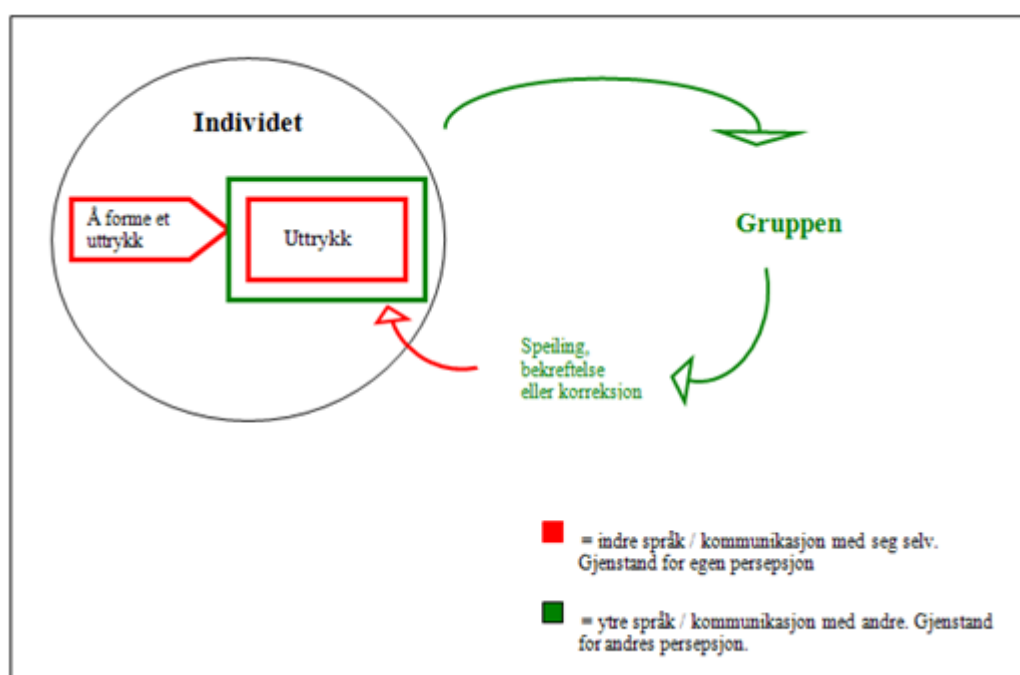 Individet
Å forme et
uttrykk
Uttrykk
Gruppen
Speiling,
bekreftelse
eller korreksjon
= indre språk / kommunikasjon med seg selv.
Gjenstand for egen persepsjon
= ytre språk / kommunikasjon med andre. Gjenstand
for andres persepsjon.